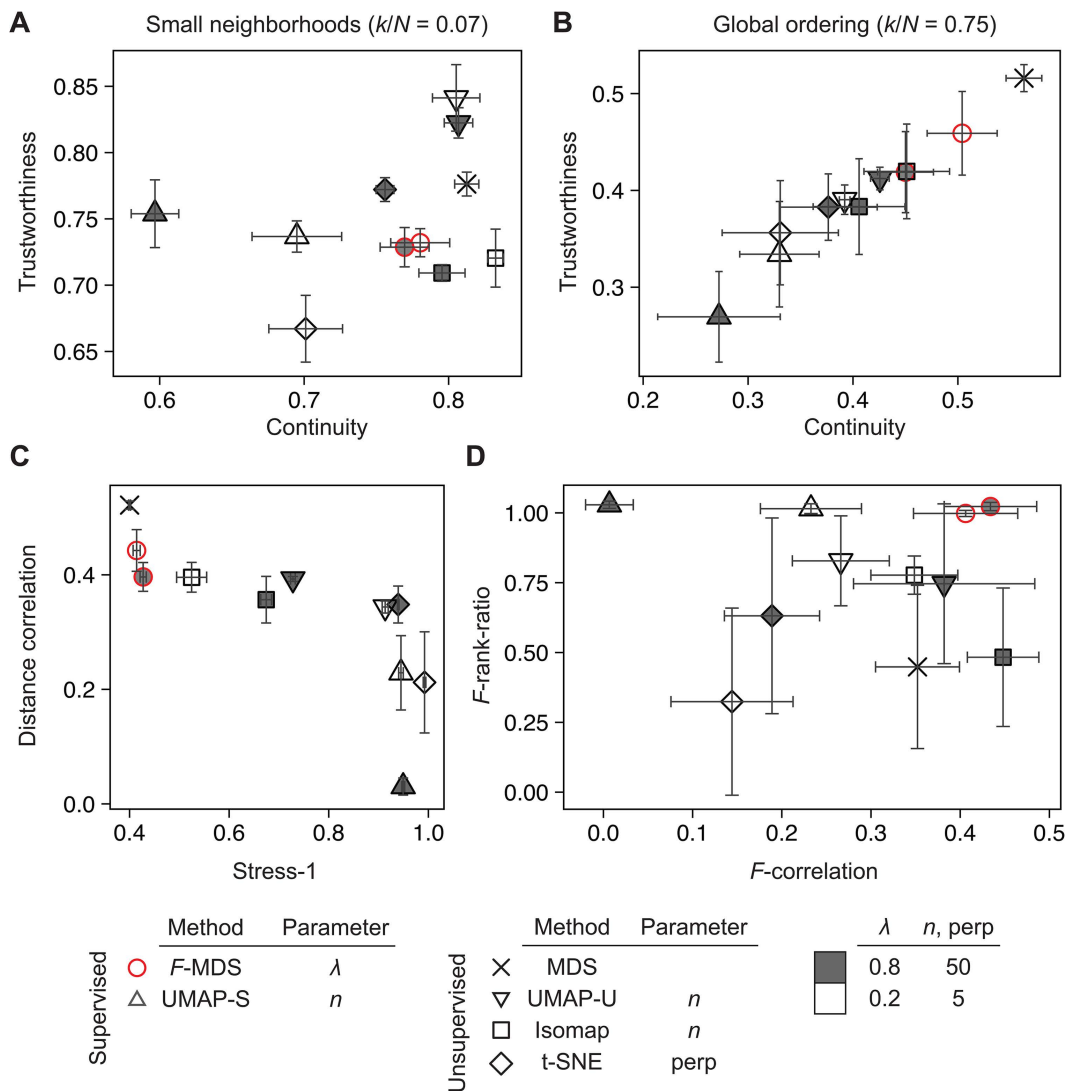 A Small neighborhoods (k/N = 0.07)
Trustworthiness
0.85
0.80
0.75
0.70
0.65
0.6 0.7 0.8
Continuity
B Global ordering (k/N = 0.75)
Trustworthiness
0.5
0.4
0.3
0.2 0.3 0.4 0.5
Continuity
C
Distance correlation
0.4
0.2
0.0
0.4 0.6 0.8 1.0
Stress-1
D
F-rank-ratio
1.00
0.75
0.50
0.25
0.00
0.0 0.1 0.2 0.3 0.4 0.5
F-correlation
Supervised
Method Parameter
F-MDS λ
UMAP-S n
Unsupervised
Method Parameter
MDS
UMAP-U n
Isomap n
t-SNE perp
λ n, perp
0.8 50
0.2 5